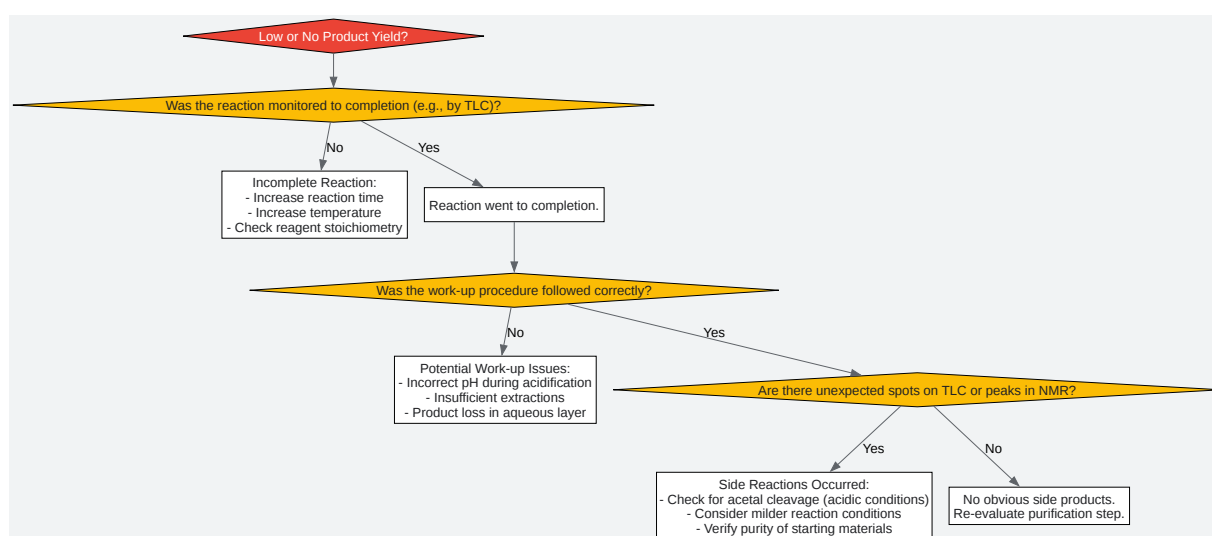 Low or No Product Yield?
Was the reaction monitored to completion (e.g., by TLC)?
No
Yes
Incomplete Reaction:
- Increase reaction time
- Increase temperature
- Check reagent stoichiometry
Reaction went to completion.
Was the work-up procedure followed correctly?
No
Yes
Potential Work-up Issues:
- Incorrect pH during acidification
- Insufficient extractions
- Product loss in aqueous layer
Are there unexpected spots on TLC or peaks in NMR?
Yes
No
Side Reactions Occurred:
- Check for acetal cleavage (acidic conditions)
- Consider milder reaction conditions
- Verify purity of starting materials
No obvious side products.
Re-evaluate purification step.